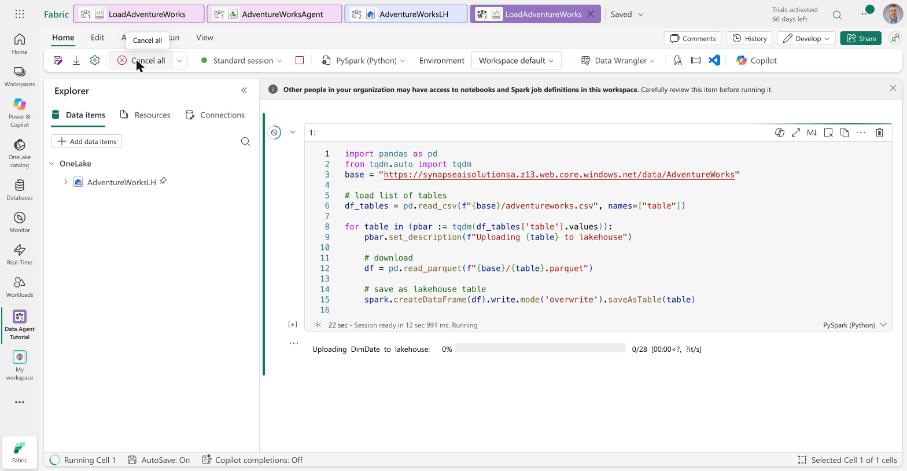 Fabric
LoadAdventureWorks
AdventureWorksAgent
AdventureWorksLH
LoadAdventureWorks
Saved
Trials activated:
66 days left
Home
Edit
un
View
Cancel all
Comments
History
Develop
Share
Cancel all
Standard session
PySpark (Python)
Environment
Workspace default
Data Wrangler
Copilot
Home
Workspaces
Power BI
Copilot
OneLake
catalog
Databases
Monitor
Real-Time
Workloads
Data Agent
Tutorial
My
workspace
Fabric
Explorer
Data items
Resources
Connections
Add data items
OneLake
AdventureWorksLH
Other people in your organization may have access to notebooks and Spark job definitions in this workspace. Carefully review this item before running it.
1:
M↓
1 import pandas as pd
2 from tqdm.auto import tqdm
3 base = "https://synapseaisolutionsa.z13.web.core.windows.net/data/AdventureWorks"
4
5 # load list of tables
6 df_tables = pd.read_csv(f"{base}/adventureworks.csv", names=["table"])
7
8 for table in (pbar := tqdm(df_tables['table'].values)):
9 pbar.set_description(f"Uploading {table} to lakehouse")
10
11 # download
12 df = pd.read_parquet(f"{base}/{table}.parquet")
13
14 # save as lakehouse table
15 spark.createDataFrame(df).write.mode('overwrite').saveAsTable(table)
16
[*]
22 sec - Session ready in 12 sec 991 ms. Running
PySpark (Python)
Uploading DimDate to lakehouse: 0% 0/28 [00:00<?, ?it/s]
Running Cell 1
AutoSave: On
Copilot completions: Off
Selected Cell 1 of 1 cells